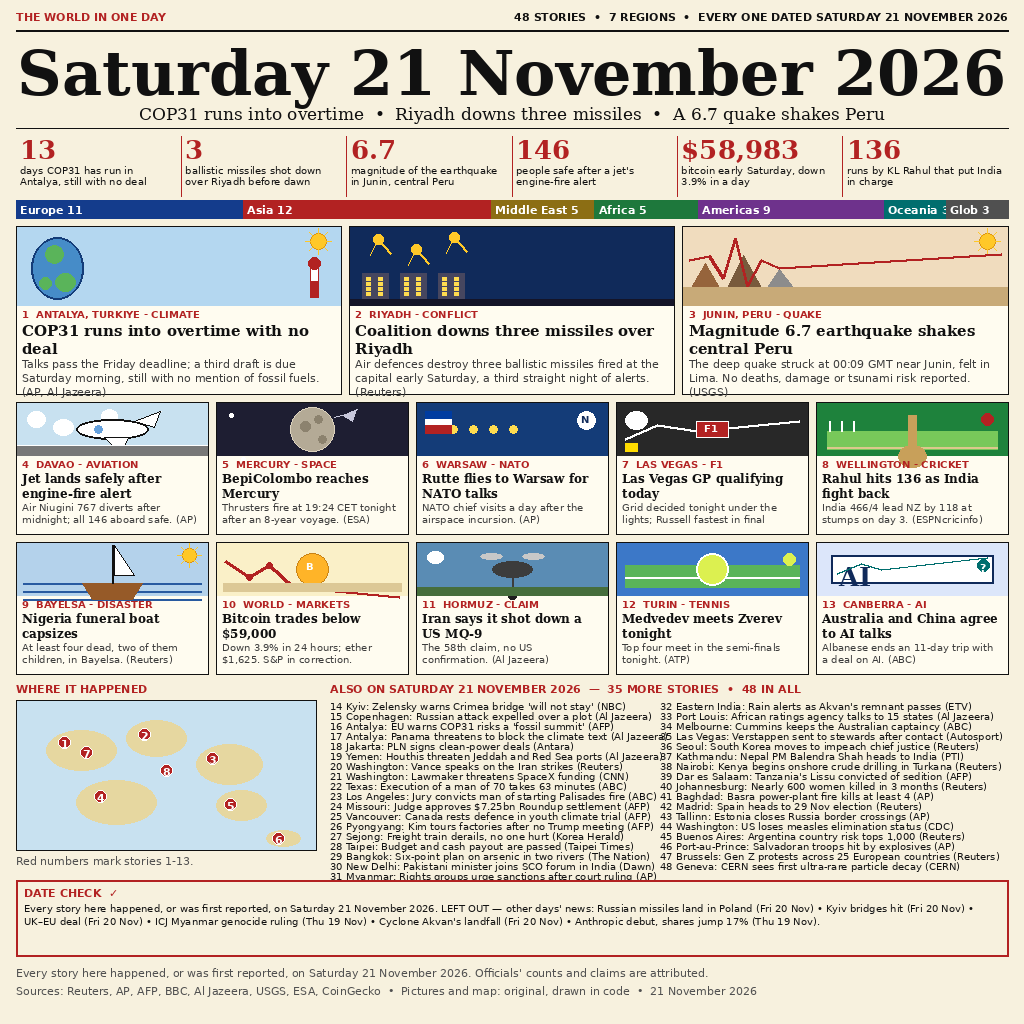 THE WORLD IN ONE DAY
48 STORIES • 7 REGIONS • EVERY ONE DATED SATURDAY 21 NOVEMBER 2026
Saturday 21 November 2026
COP31 runs into overtime • Riyadh downs three missiles • A 6.7 quake shakes Peru
13
days COP31 has run in
Antalya, still with no deal
3
ballistic missiles shot down
over Riyadh before dawn
6.7
magnitude of the earthquake
in Junin, central Peru
146
people safe after a jet's
engine-fire alert
$58,983
bitcoin early Saturday, down
3.9% in a day
136
runs by KL Rahul that put India
in charge
Europe 11
Asia 12
Middle East 5
Africa 5
Americas 9
Oceania 3
Glob 3
1 ANTALYA, TURKIYE - CLIMATE
COP31 runs into overtime with no
deal
Talks pass the Friday deadline; a third draft is due
Saturday morning, still with no mention of fossil fuels.
(AP, Al Jazeera)
2 RIYADH - CONFLICT
Coalition downs three missiles over
Riyadh
Air defences destroy three ballistic missiles fired at the
capital early Saturday, a third straight night of alerts.
(Reuters)
3 JUNIN, PERU - QUAKE
Magnitude 6.7 earthquake shakes
central Peru
The deep quake struck at 00:09 GMT near Junin, felt in
Lima. No deaths, damage or tsunami risk reported.
(USGS)
4 DAVAO - AVIATION
Jet lands safely after
engine-fire alert
Air Niugini 767 diverts after
midnight; all 146 aboard safe. (AP)
5 MERCURY - SPACE
BepiColombo reaches
Mercury
Thrusters fire at 19:24 CET tonight
after an 8-year voyage. (ESA)
N
6 WARSAW - NATO
Rutte flies to Warsaw for
NATO talks
NATO chief visits a day after the
airspace incursion. (AP)
F1
7 LAS VEGAS - F1
Las Vegas GP qualifying
today
Grid decided tonight under the
lights; Russell fastest in final
8 WELLINGTON - CRICKET
Rahul hits 136 as India
fight back
India 466/4 lead NZ by 118 at
stumps on day 3. (ESPNcricinfo)
9 BAYELSA - DISASTER
Nigeria funeral boat
capsizes
At least four dead, two of them
children, in Bayelsa. (Reuters)
B
10 WORLD - MARKETS
Bitcoin trades below
$59,000
Down 3.9% in 24 hours; ether
$1,625. S&P in correction.
11 HORMUZ - CLAIM
Iran says it shot down a
US MQ-9
The 58th claim, no US
confirmation. (Al Jazeera)
12 TURIN - TENNIS
Medvedev meets Zverev
tonight
Top four meet in the semi-finals
tonight. (ATP)
AI
?
13 CANBERRA - AI
Australia and China agree
to AI talks
Albanese ends an 11-day trip with
a deal on AI. (ABC)
WHERE IT HAPPENED
1
7
2
8
3
4
5
6
Red numbers mark stories 1-13.
ALSO ON SATURDAY 21 NOVEMBER 2026 — 35 MORE STORIES • 48 IN ALL
14 Kyiv: Zelensky warns Crimea bridge 'will not stay' (NBC)
15 Copenhagen: Russian attack expelled over a plot (Al Jazeera)
16 Antalya: EU warns COP31 risks a 'fossil summit' (AFP)
17 Antalya: Panama threatens to block the climate text (Al Jazeera)
18 Jakarta: PLN signs clean-power deals (Antara)
19 Yemen: Houthis threaten Jeddah and Red Sea ports (Al Jazeera)
20 Washington: Vance speaks on the Iran strikes (Reuters)
21 Washington: Lawmaker threatens SpaceX funding (CNN)
22 Texas: Execution of a man of 70 takes 63 minutes (ABC)
23 Los Angeles: Jury convicts man of starting Palisades fire (ABC)
24 Missouri: Judge approves $7.25bn Roundup settlement (AFP)
25 Vancouver: Canada rests defence in youth climate trial (AFP)
26 Pyongyang: Kim tours factories after no Trump meeting (AFP)
27 Sejong: Freight train derails, no one hurt (Korea Herald)
28 Taipei: Budget and cash payout are passed (Taipei Times)
29 Bangkok: Six-point plan on arsenic in two rivers (The Nation)
30 New Delhi: Pakistani minister joins SCO forum in India (Dawn)
31 Myanmar: Rights groups urge sanctions after court ruling (AP)
32 Eastern India: Rain alerts as Akvan's remnant passes (ETV)
33 Port Louis: African ratings agency talks to 15 states (Al Jazeera)
34 Melbourne: Cummins keeps the Australian captaincy (ABC)
35 Las Vegas: Verstappen sent to stewards after contact (Autosport)
36 Seoul: South Korea moves to impeach chief justice (Reuters)
37 Kathmandu: Nepal PM Balendra Shah heads to India (PTI)
38 Nairobi: Kenya begins onshore crude drilling in Turkana (Reuters)
39 Dar es Salaam: Tanzania's Lissu convicted of sedition (AFP)
40 Johannesburg: Nearly 600 women killed in 3 months (Reuters)
41 Baghdad: Basra power-plant fire kills at least 4 (AP)
42 Madrid: Spain heads to 29 Nov election (Reuters)
43 Tallinn: Estonia closes Russia border crossings (AP)
44 Washington: US loses measles elimination status (CDC)
45 Buenos Aires: Argentina country risk tops 1,000 (Reuters)
46 Port-au-Prince: Salvadoran troops hit by explosives (AP)
47 Brussels: Gen Z protests across 25 European countries (Reuters)
48 Geneva: CERN sees first ultra-rare particle decay (CERN)
DATE CHECK ✓
Every story here happened, or was first reported, on Saturday 21 November 2026. LEFT OUT — other days' news: Russian missiles land in Poland (Fri 20 Nov) • Kyiv bridges hit (Fri 20 Nov) •
UK–EU deal (Fri 20 Nov) • ICJ Myanmar genocide ruling (Thu 19 Nov) • Cyclone Akvan's landfall (Fri 20 Nov) • Anthropic debut, shares jump 17% (Thu 19 Nov).
Every story here happened, or was first reported, on Saturday 21 November 2026. Officials' counts and claims are attributed.
Sources: Reuters, AP, AFP, BBC, Al Jazeera, USGS, ESA, CoinGecko • Pictures and map: original, drawn in code • 21 November 2026